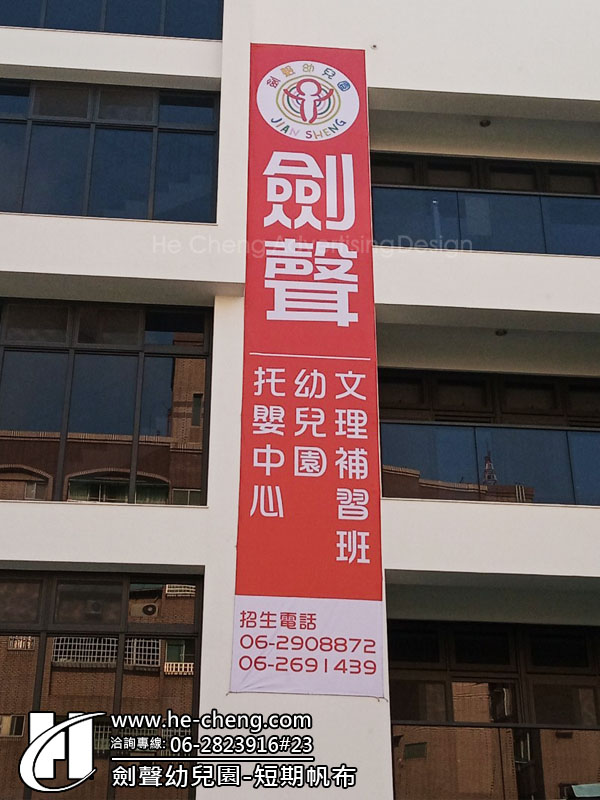 劍聲幼兒園
JIAN SHENG
劍聲
文理補習班
幼兒園
托嬰中心
招生電話
06-2908872
06-2691439
He Cheng AdvertisingDesign
www.he-cheng.com
洽詢專線: 06-2823916#23
劍聲幼兒園-短期帆布